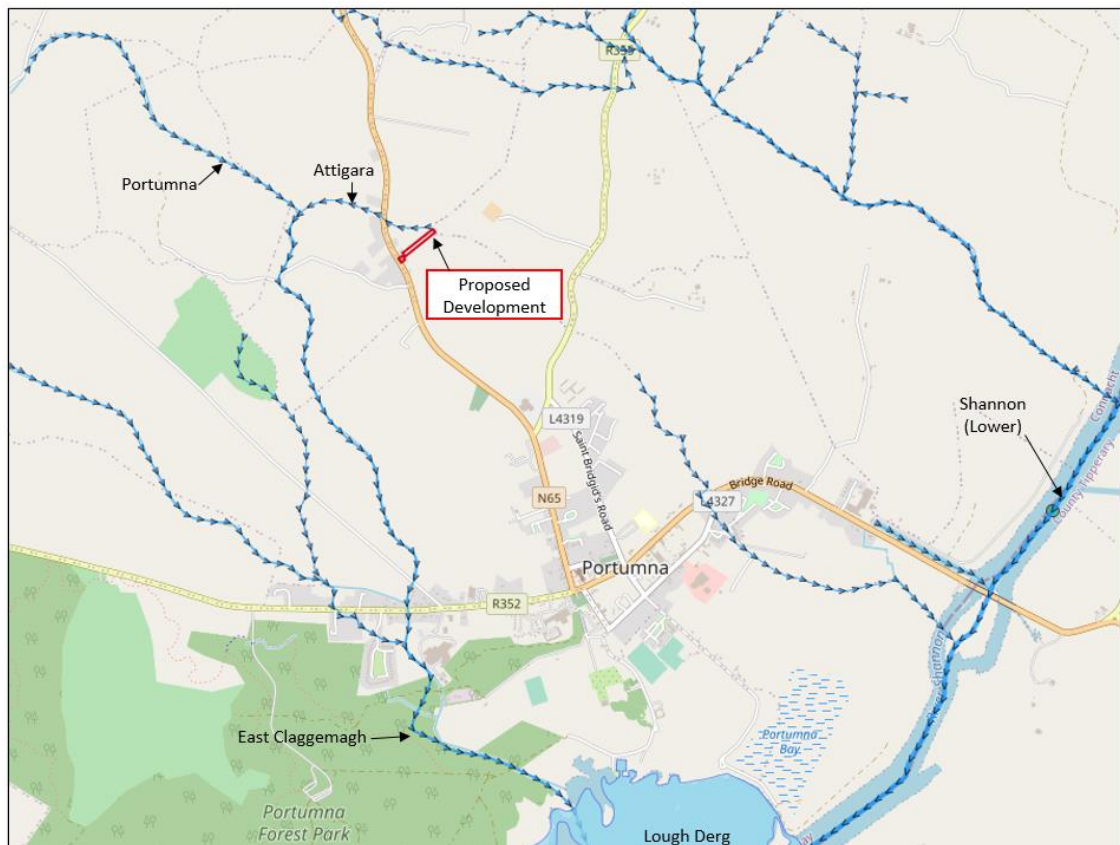 R355
Portumna
Attigara
Proposed
Development
L4319
Saint Bridgid's Road
Shannon
(Lower)
Connacht
County Tipperary
N65
Bridge Road
L4327
Portumna
R352
River Shannon
East Claggemagh
Portumna
Bay
Portumna
Forest Park
Lough Derg